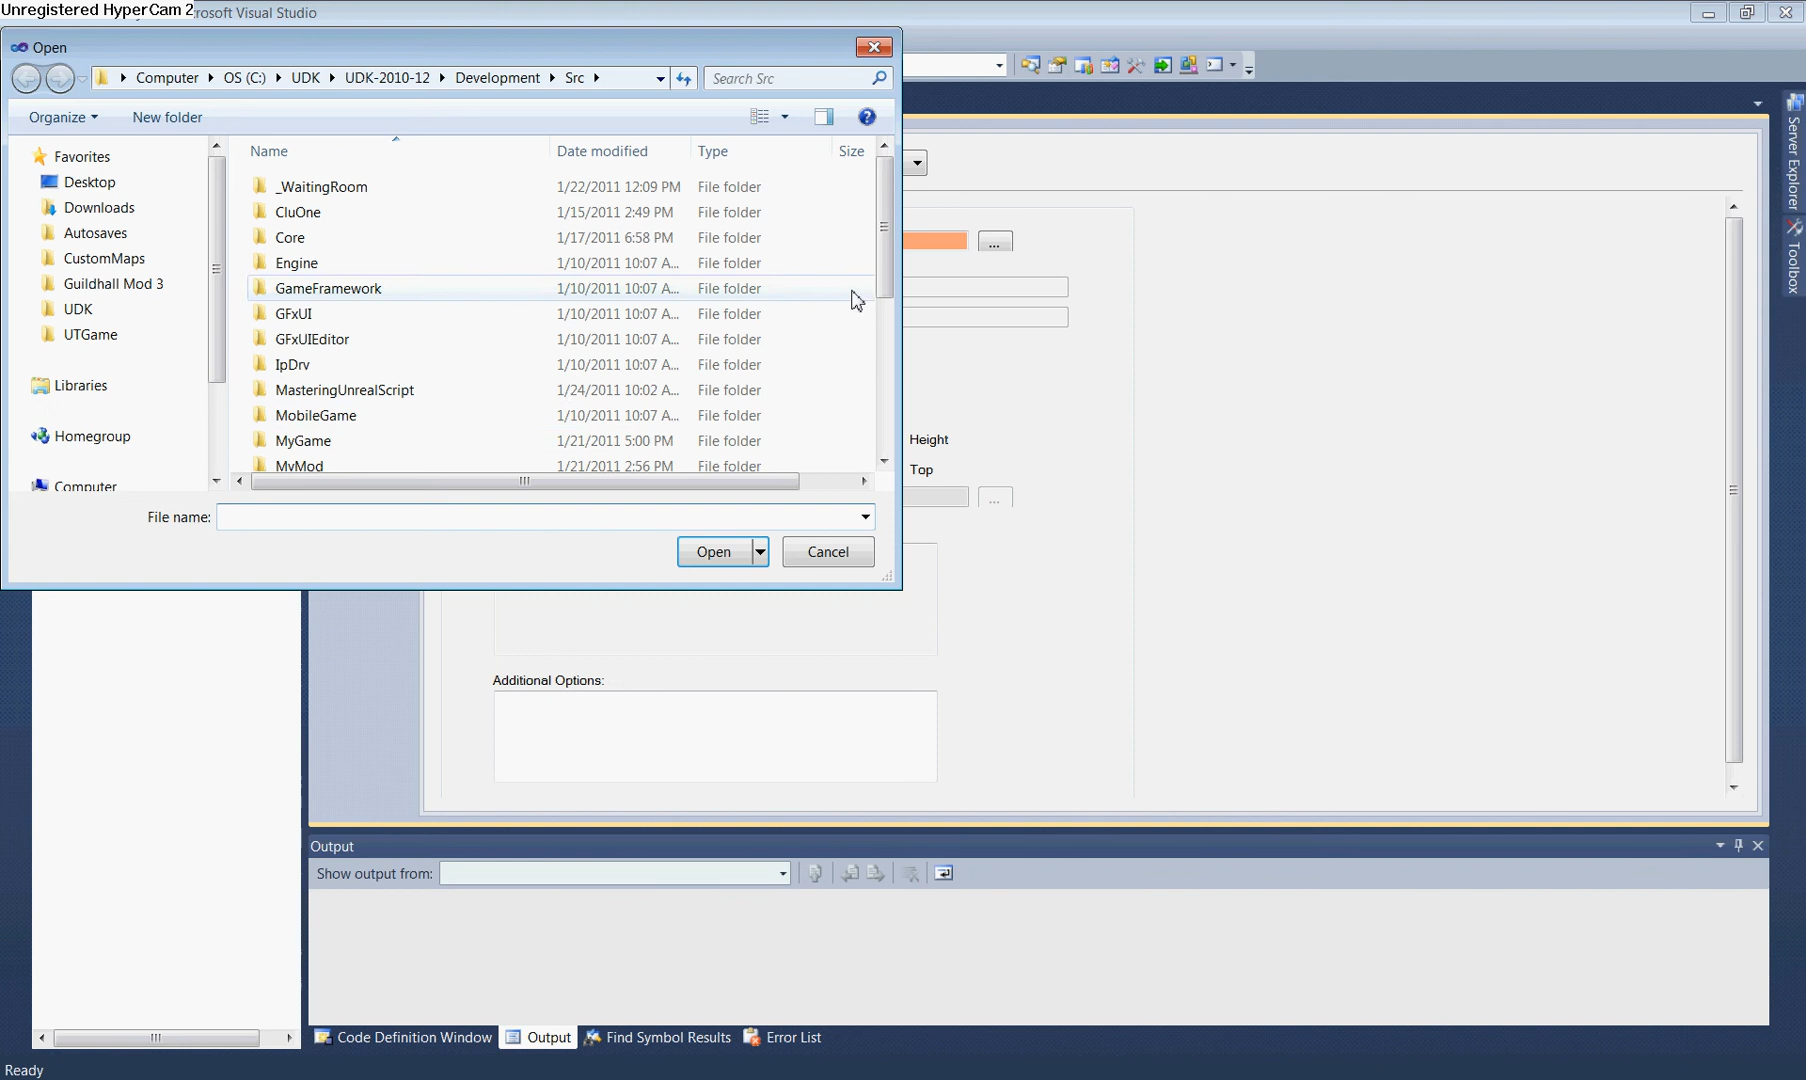 Unregistered HyperCam 2 rosoft Visual Studio
Open
Computer OS (C:) UDK UDK-2010-12 Development Src Search Src
Organize New folder
Name Date modified Type Size
Favorites
Desktop
Downloads
Autosaves
CustomMaps
Guildhall Mod 3
UDK
UTGame
Libraries
Homegroup
Computer
_WaitingRoom 1/22/2011 12:09 PM File folder
CluOne 1/15/2011 2:49 PM File folder
Core 1/17/2011 6:58 PM File folder
Engine 1/10/2011 10:07 A... File folder
GameFramework 1/10/2011 10:07 A... File folder
GFxUI 1/10/2011 10:07 A... File folder
GFxUIEditor 1/10/2011 10:07 A... File folder
IpDrv 1/10/2011 10:07 A... File folder
MasteringUnrealScript 1/24/2011 10:02 A... File folder
MobileGame 1/10/2011 10:07 A... File folder
MyGame 1/21/2011 5:00 PM File folder
MyMod 1/21/2011 2:56 PM File folder
File name:
Open Cancel
...
Height
Top
...
Additional Options:
Server Explorer
Toolbox
Output
Show output from:
Code Definition Window Output Find Symbol Results Error List
Ready